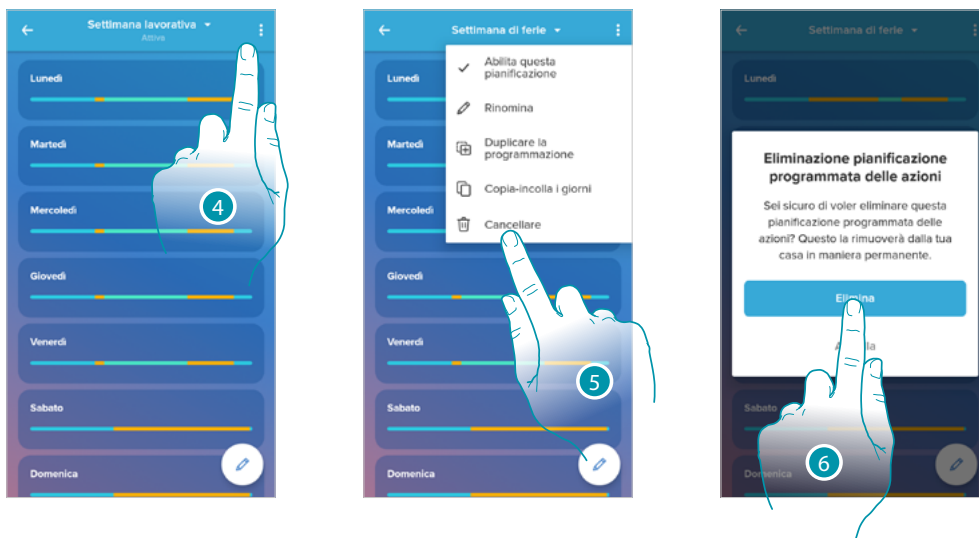 Settimana lavorativa
Attiva
Lunedì
Martedì
Mercoledì
Giovedì
Venerdì
Sabato
Domenica
4
Settimana di ferie
Abilita questa
pianificazione
Rinomina
Duplicare la
programmazione
Copia-incolla i giorni
Cancellare
Lunedì
Martedì
Mercoledì
Giovedì
Venerdì
Sabato
Domenica
5
Settimana di ferie
Lunedì
Eliminazione pianificazione
programmata delle azioni
Sei sicuro di voler eliminare questa
pianificazione programmata delle
azioni? Questo la rimuoverà dalla tua
casa in maniera permanente.
Elimina
Sabato
Domenica
6